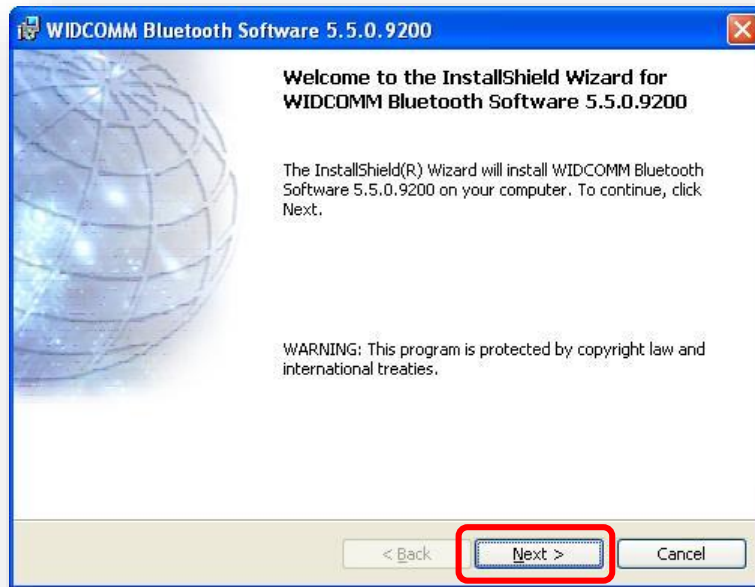 WIDCOMM Bluetooth Software 5.5.0.9200
Welcome to the InstallShield Wizard for
WIDCOMM Bluetooth Software 5.5.0.9200
The InstallShield(R) Wizard will install WIDCOMM Bluetooth
Software 5.5.0.9200 on your computer. To continue, click
Next.
WARNING: This program is protected by copyright law and
international treaties.
< Back Next > Cancel